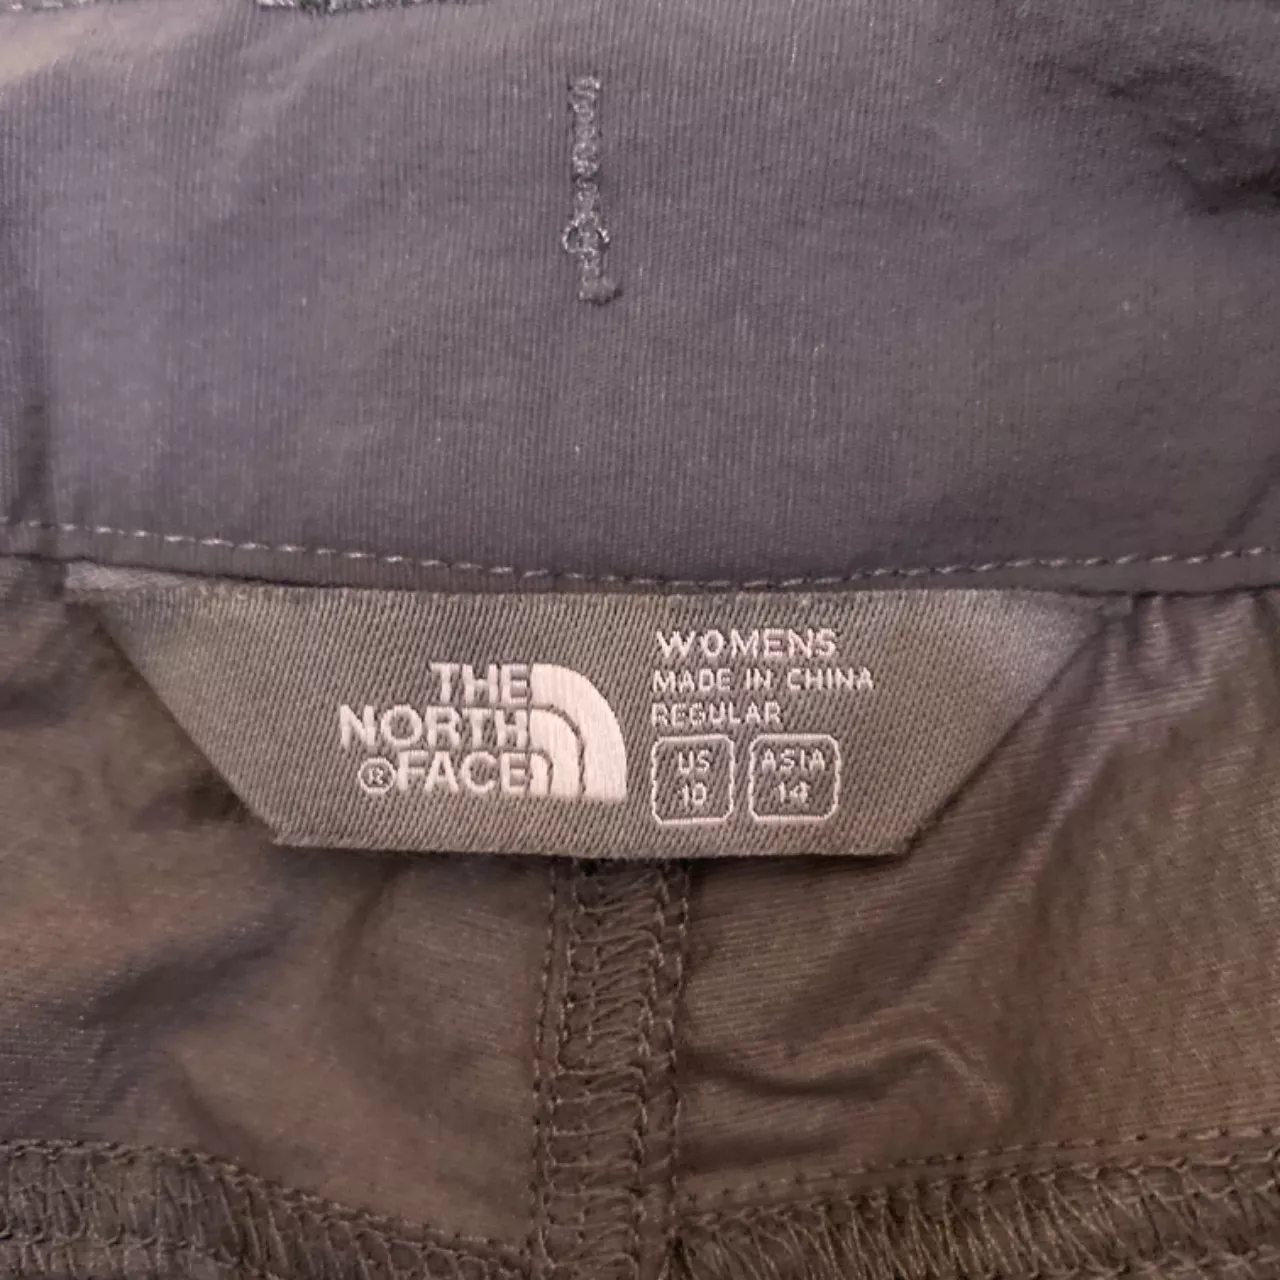 THE
NORTH
®FACE
WOMENS
MADE IN CHINA
REGULAR
US ASIA
10 14